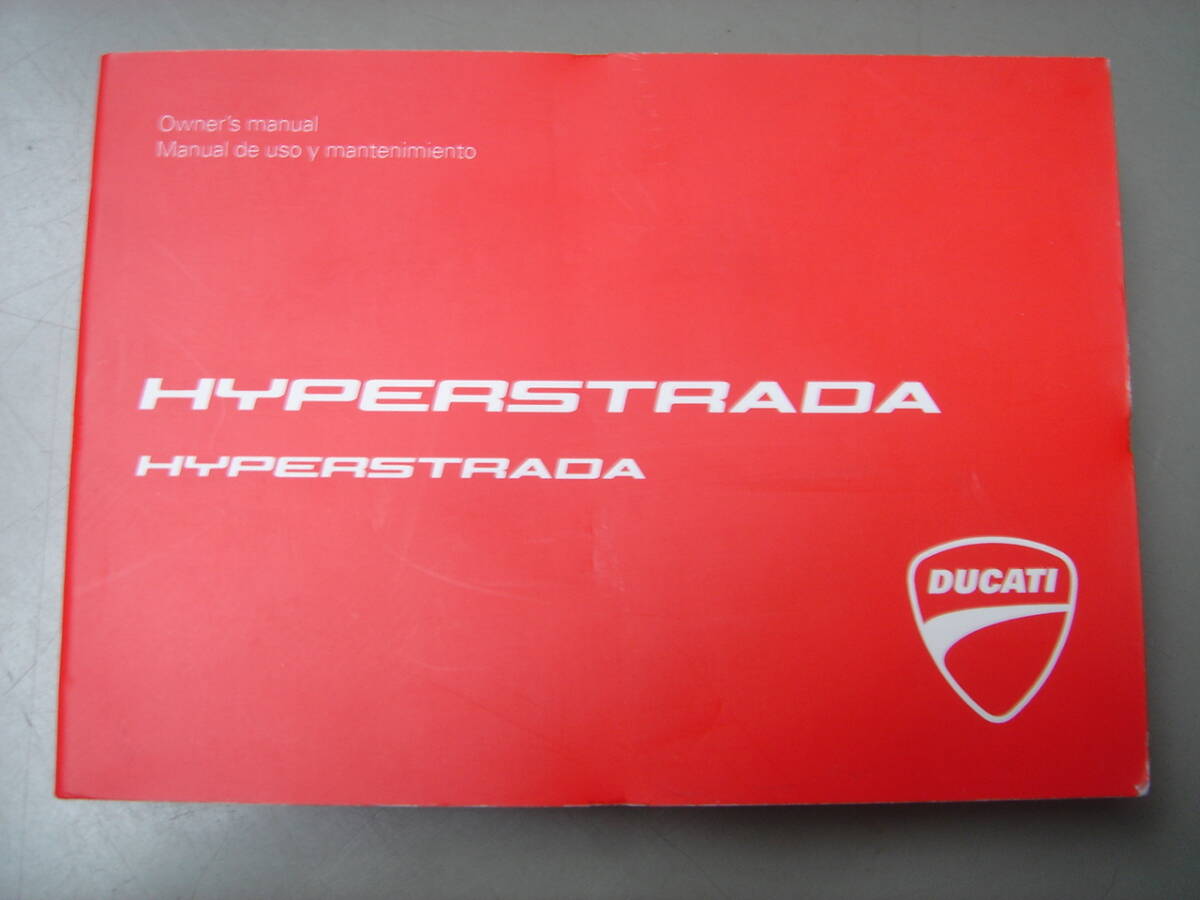 Owner's manual
Manual de uso y mantenimiento
HYPERSTRADA
HYPERSTRADA
DUCATI